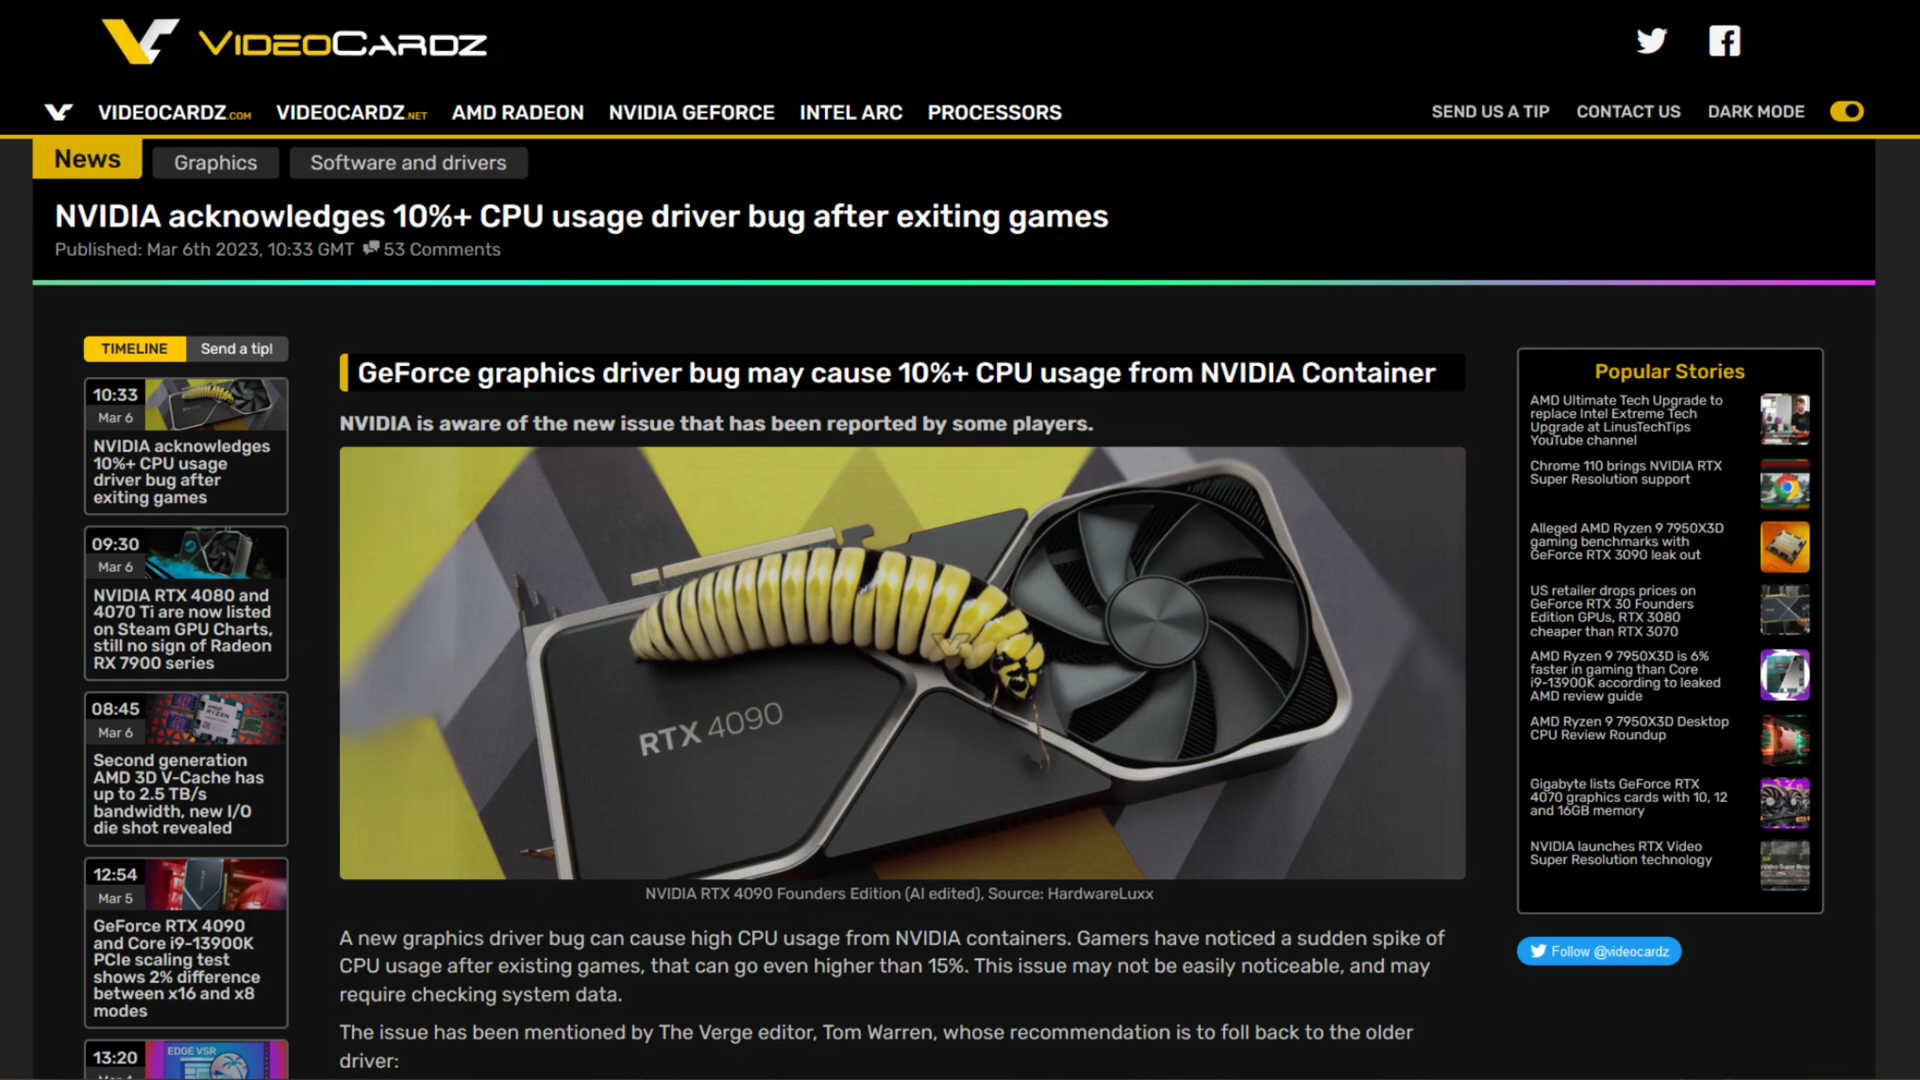 VIDEOCARDZ
VIDEOCARDZ.COM VIDEOCARDZ.NET AMD RADEON NVIDIA GEFORCE INTEL ARC PROCESSORS SEND US A TIP CONTACT US DARK MODE
News Graphics Software and drivers
NVIDIA acknowledges 10%+ CPU usage driver bug after exiting games
Published: Mar 6th 2023, 10:33 GMT 53 Comments
TIMELINE Send a tip!
10:33
Mar 6
NVIDIA acknowledges
10%+ CPU usage
driver bug after
exiting games
09:30
Mar 6
NVIDIA RTX 4080 and
4070 Ti are now listed
on Steam GPU Charts,
still no sign of Radeon
RX 7900 series
08:45
Mar 6
Second generation
AMD 3D V-Cache has
up to 2.5 TB/s
bandwidth, new I/O
die shot revealed
12:54
Mar 5
GeForce RTX 4090
and Core i9-13900K
PCIe scaling test
shows 2% difference
between x16 and x8
modes
13:20
EDGE VSR
GeForce graphics driver bug may cause 10%+ CPU usage from NVIDIA Container
NVIDIA is aware of the new issue that has been reported by some players.
RTX 4090
NVIDIA RTX 4090 Founders Edition (AI edited), Source: HardwareLuxx
A new graphics driver bug can cause high CPU usage from NVIDIA containers. Gamers have noticed a sudden spike of
CPU usage after existing games, that can go even higher than 15%. This issue may not be easily noticeable, and may
require checking system data.
The issue has been mentioned by The Verge editor, Tom Warren, whose recommendation is to foll back to the older
driver:
Popular Stories
AMD Ultimate Tech Upgrade to
replace Intel Extreme Tech
Upgrade at LinusTechTips
YouTube channel
Chrome 110 brings NVIDIA RTX
Super Resolution support
Alleged AMD Ryzen 9 7950X3D
gaming benchmarks with
GeForce RTX 3090 leak out
US retailer drops prices on
GeForce RTX 30 Founders
Edition GPUs, RTX 3080
cheaper than RTX 3070
AMD Ryzen 9 7950X3D is 6%
faster in gaming than Core
i9-13900K according to leaked
AMD review guide
AMD Ryzen 9 7950X3D Desktop
CPU Review Roundup
Gigabyte lists GeForce RTX
4070 graphics cards with 10, 12
and 16GB memory
NVIDIA launches RTX Video
Super Resolution technology
Follow @videocardz